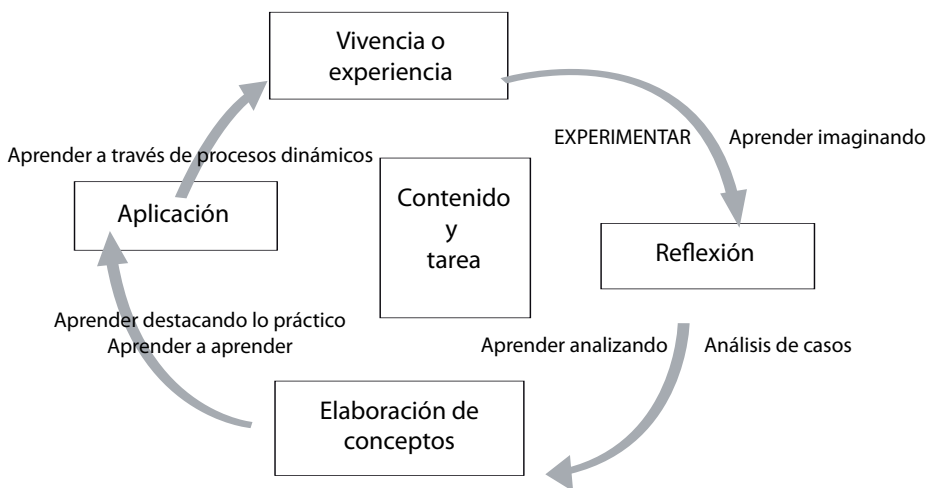 Vivencia o
experiencia
EXPERIMENTAR
Aprender imaginando
Aprender a través de procesos dinámicos
Aplicación
Contenido
y
tarea
Reflexión
Aprender destacando lo práctico
Aprender a aprender
Aprender analizando
Análisis de casos
Elaboración de
conceptos